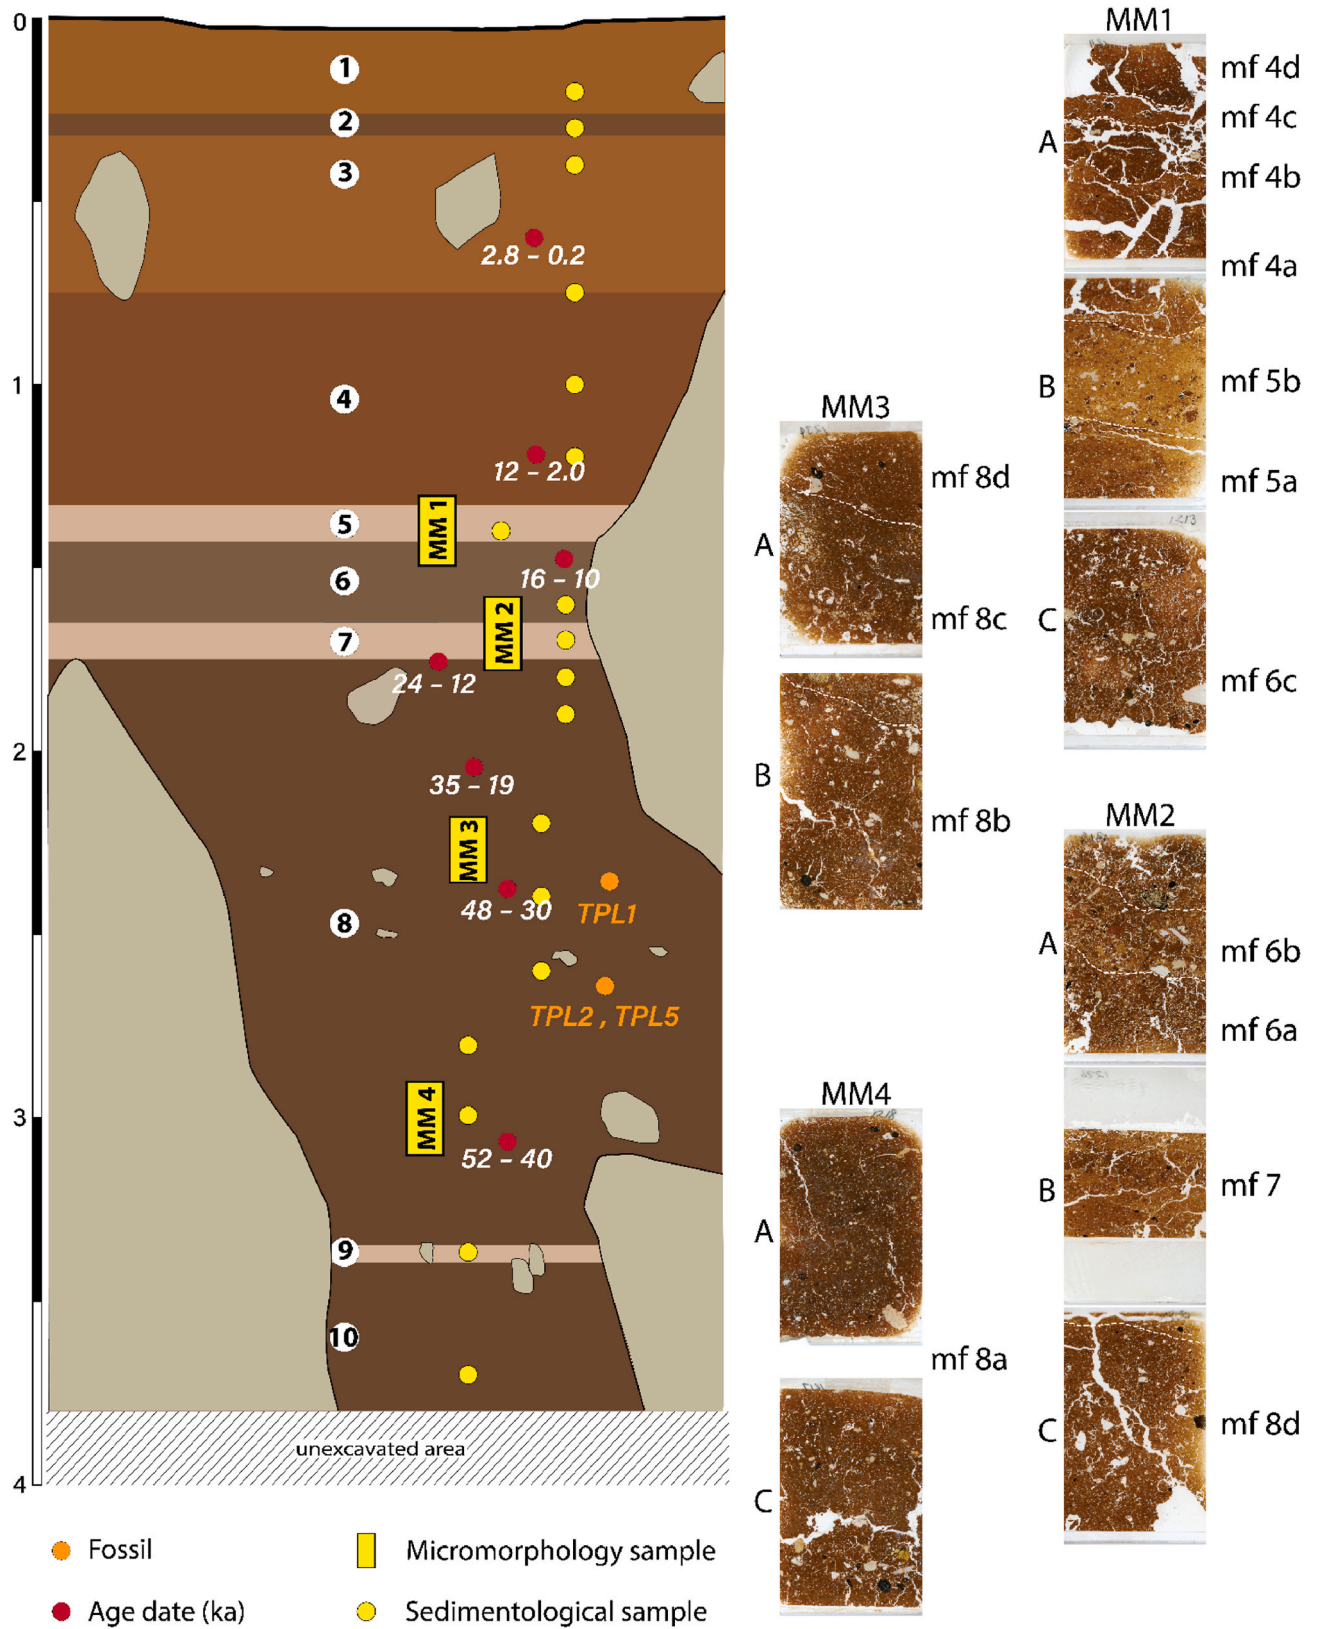 0
1
2
3
2.8 – 0.2
1
4
12 – 2.0
5
MM 1
16 – 10
6
MM 2
7
24 – 12
2
35 – 19
MM 3
48 – 30
TPL1
8
TPL2 , TPL5
3
MM 4
52 – 40
9
10
unexcavated area
4
Fossil
Micromorphology sample
Age date (ka)
Sedimentological sample
MM3
A
mf 8d
mf 8c
B
mf 8b
MM4
A
mf 8a
C
MM1
mf 4d
mf 4c
A
mf 4b
mf 4a
B
mf 5b
mf 5a
1213
C
mf 6c
MM2
A
mf 6b
mf 6a
B
mf 7
C
mf 8d